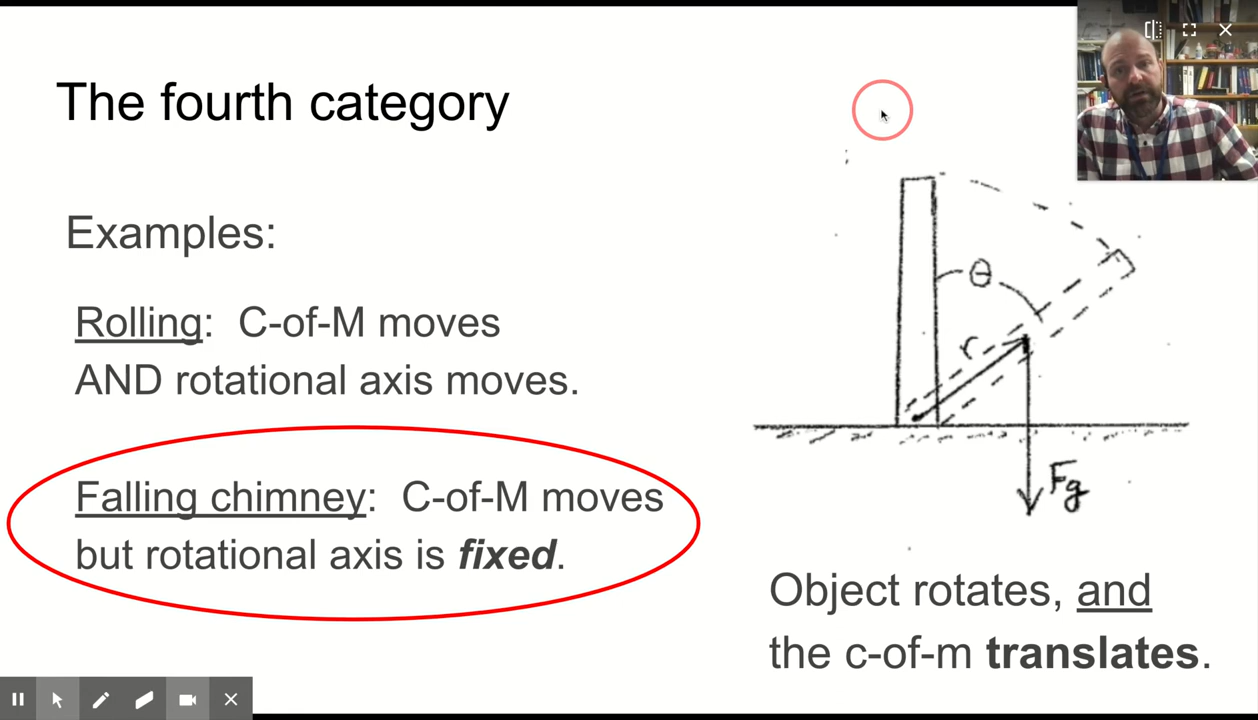 The fourth category
Examples:
Rolling: C-of-M moves
AND rotational axis moves.
Falling chimney: C-of-M moves
but rotational axis is fixed.
θ
r
Fg
Object rotates, and
the c-of-m translates.